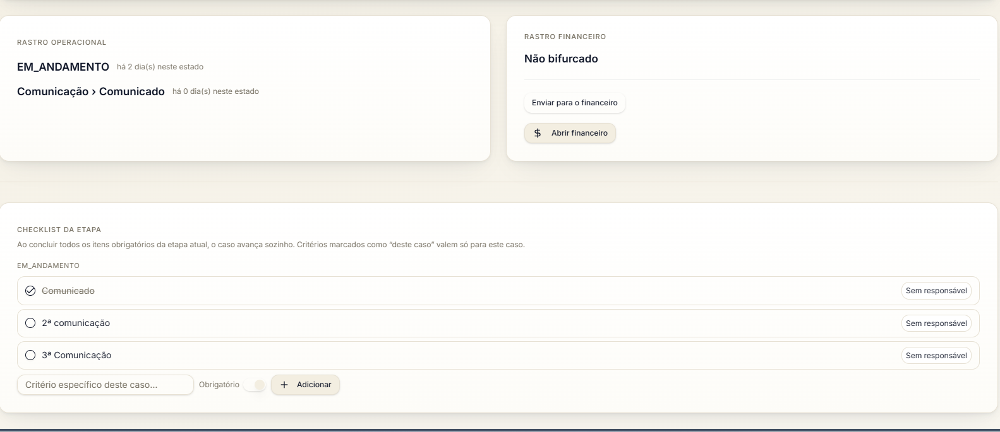 RASTRO OPERACIONAL
EM_ANDAMENTO há 2 dia(s) neste estado
Comunicação › Comunicado há 0 dia(s) neste estado
RASTRO FINANCEIRO
Não bifurcado
Enviar para o financeiro
$ Abrir financeiro
CHECKLIST DA ETAPA
Ao concluir todos os itens obrigatórios da etapa atual, o caso avança sozinho. Critérios marcados como “deste caso” valem só para este caso.
EM_ANDAMENTO
Comunicado Sem responsável
2ª comunicação Sem responsável
3ª Comunicação Sem responsável
Critério específico deste caso... Obrigatório + Adicionar